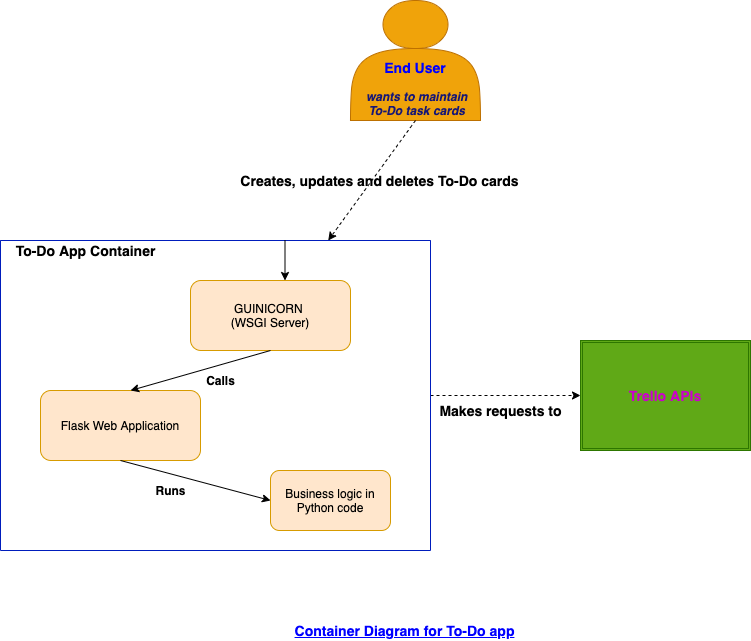 End User
wants to maintain
To-Do task cards
Creates, updates and deletes To-Do cards
To-Do App Container
GUINICORN
(WSGI Server)
Calls
Flask Web Application
Runs
Business logic in
Python code
Makes requests to
Trello APIs
Container Diagram for To-Do app